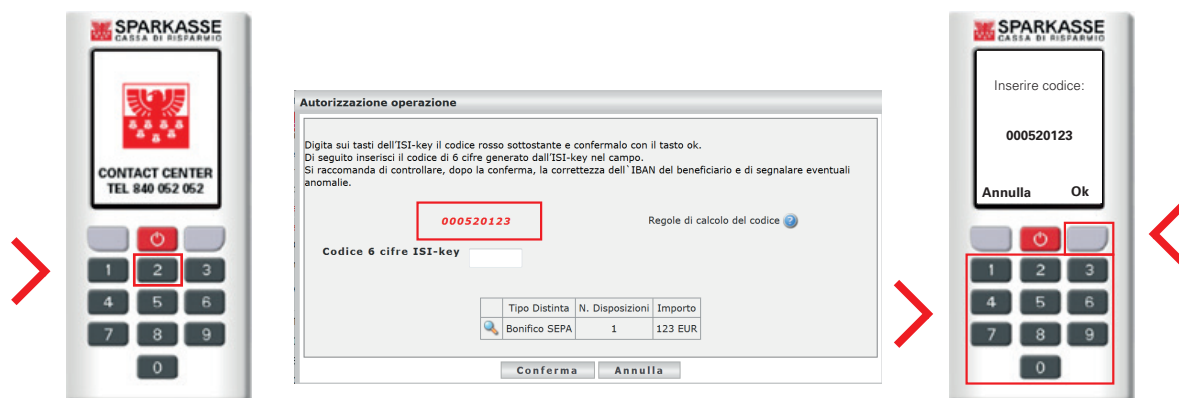 SPARKASSE
CASSA DI RISPARMIO
CONTACT CENTER
TEL 840 052 052
1 2 3
4 5 6
7 8 9
0
Autorizzazione operazione
Digita sui tasti dell'ISI-key il codice rosso sottostante e confermalo con il tasto ok.
Di seguito inserisci il codice di 6 cifre generato dall'ISI-key nel campo.
Si raccomanda di controllare, dopo la conferma, la correttezza dell`IBAN del beneficiario e di segnalare eventuali
anomalie.
000520123
Regole di calcolo del codice ?
Codice 6 cifre ISI-key
Tipo Distinta N. Disposizioni Importo
Bonifico SEPA 1 123 EUR
Conferma Annulla
SPARKASSE
CASSA DI RISPARMIO
Inserire codice:
000520123
Annulla Ok
1 2 3
4 5 6
7 8 9
0